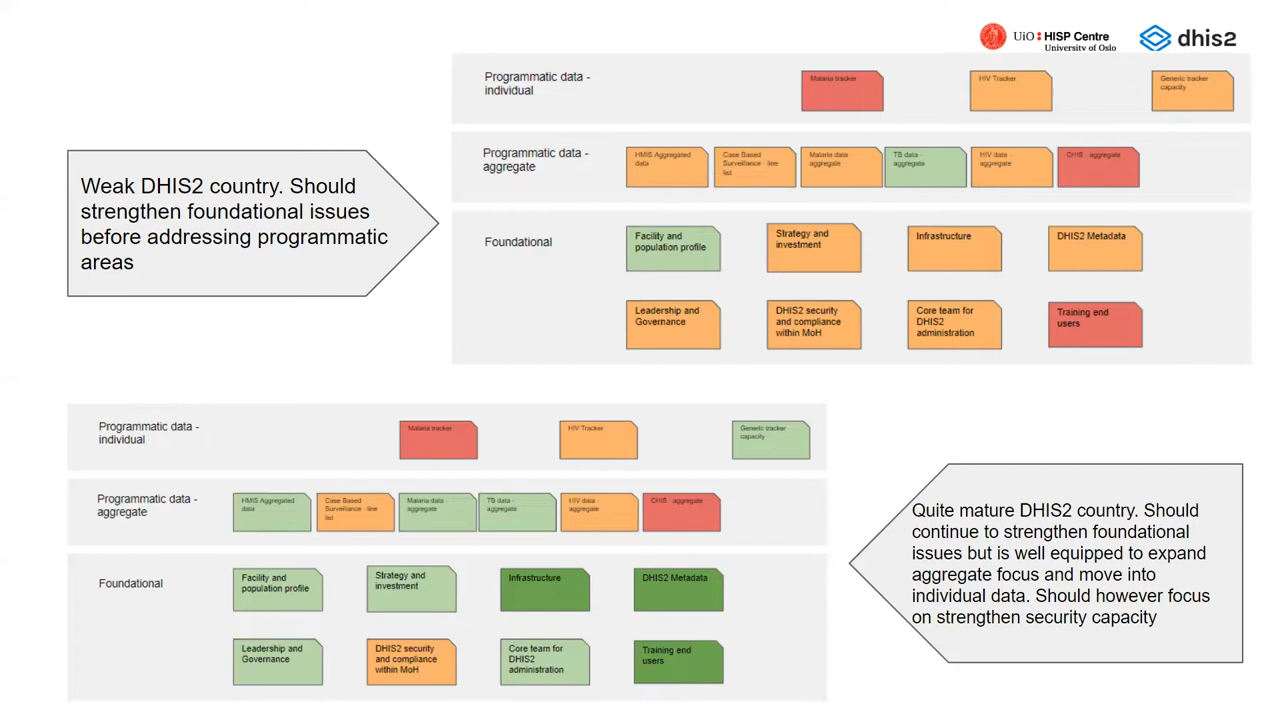 UiO : HISP Centre
University of Oslo
dhis2
Programmatic data -
individual
Malaria tracker
HIV Tracker
Generic tracker
capacity
Programmatic data -
aggregate
HMIS Aggregated
data
Case Based
Surveillance - line
list
Malaria data -
aggregate
TB data -
aggregate
HIV data -
aggregate
CHIS - aggregate
Foundational
Facility and
population profile
Strategy and
investment
Infrastructure
DHIS2 Metadata
Leadership and
Governance
DHIS2 security
and compliance
within MoH
Core team for
DHIS2
administration
Training end
users
Weak DHIS2 country. Should
strengthen foundational issues
before addressing programmatic
areas
Programmatic data -
individual
Malaria tracker
HIV Tracker
Generic tracker
capacity
Programmatic data -
aggregate
HMIS Aggregated
data
Case Based
Surveillance - line
list
Malaria data -
aggregate
TB data -
aggregate
HIV data -
aggregate
CHIS - aggregate
Foundational
Facility and
population profile
Strategy and
investment
Infrastructure
DHIS2 Metadata
Leadership and
Governance
DHIS2 security
and compliance
within MoH
Core team for
DHIS2
administration
Training end
users
Quite mature DHIS2 country. Should
continue to strengthen foundational
issues but is well equipped to expand
aggregate focus and move into
individual data. Should however focus
on strengthen security capacity